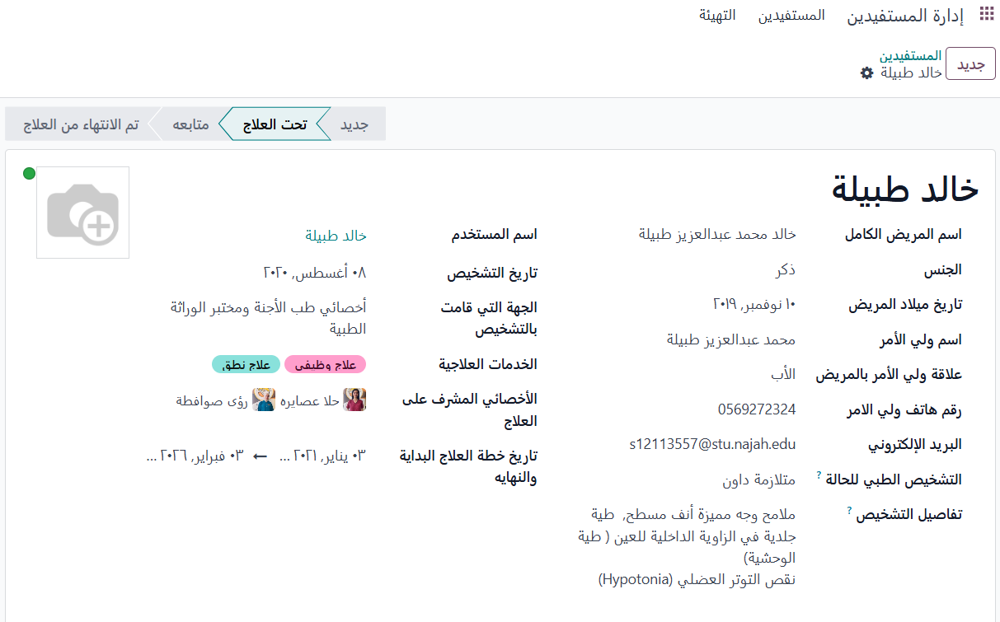 إدارة المستفيدين
المستفيدين
التهيئة
جديد
المستفيدين
خالد طبيلة
جديد
تحت العلاج
متابعه
تم الانتهاء من العلاج
خالد طبيلة
اسم المريض الكامل
خالد محمد عبدالعزيز طبيلة
الجنس
ذكر
تاريخ ميلاد المريض
١٠ نوفمبر, ٢٠١٩
اسم ولي الأمر
محمد عبدالعزيز طبيلة
علاقة ولي الأمر بالمريض
الأب
رقم هاتف ولي الامر
0569272324
البريد الإلكتروني
s12113557@stu.najah.edu
التشخيص الطبي للحالة ?
متلازمة داون
تفاصيل التشخيص ?
ملامح وجه مميزة أنف مسطح, طية
جلدية في الزاوية الداخلية للعين ( طية
الوحشية)
نقص التوتر العضلي (Hypotonia)
اسم المستخدم
خالد طبيلة
تاريخ التشخيص
٠٨ أغسطس, ٢٠٢٠
الجهة التي قامت
بالتشخيص
أخصائي طب الأجنة ومختبر الوراثة
الطبية
الخدمات العلاجية
علاج وظيفي
علاج نطق
الأخصائي المشرف على
العلاج
حلا عصايره
رؤى صوافطة
تاريخ خطة العلاج البداية
والنهايه
٠٣ يناير, ٢٠٢١ ...
٠٣ فبراير, ٢٠٢٦ ...